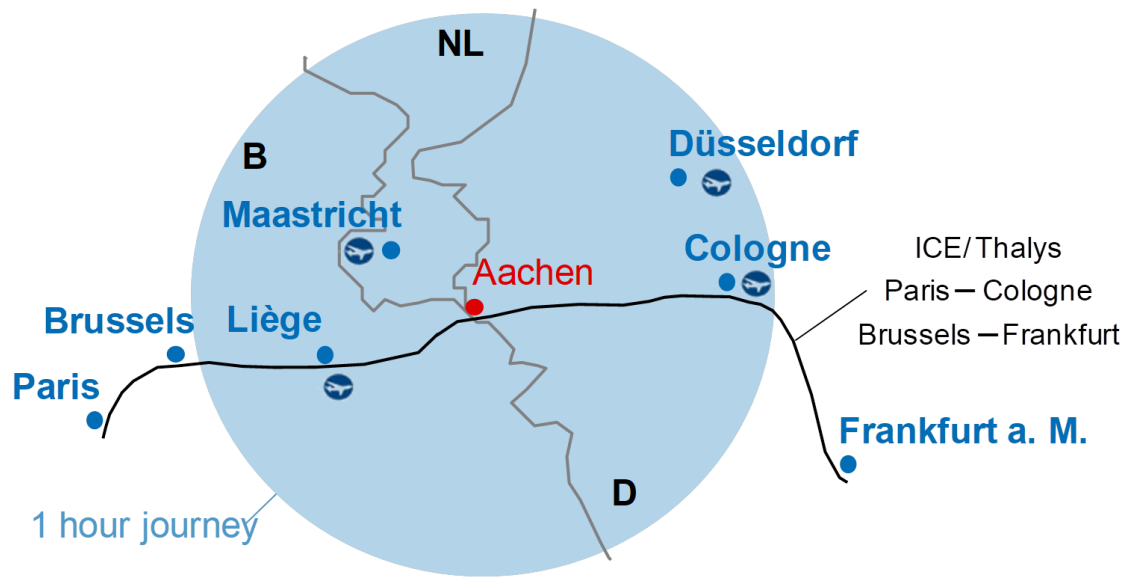 NL
B
Düsseldorf
Maastricht
Cologne
Aachen
ICE/Thalys
Paris – Cologne
Brussels – Frankfurt
Brussels
Liège
Paris
Frankfurt a. M.
D
1 hour journey